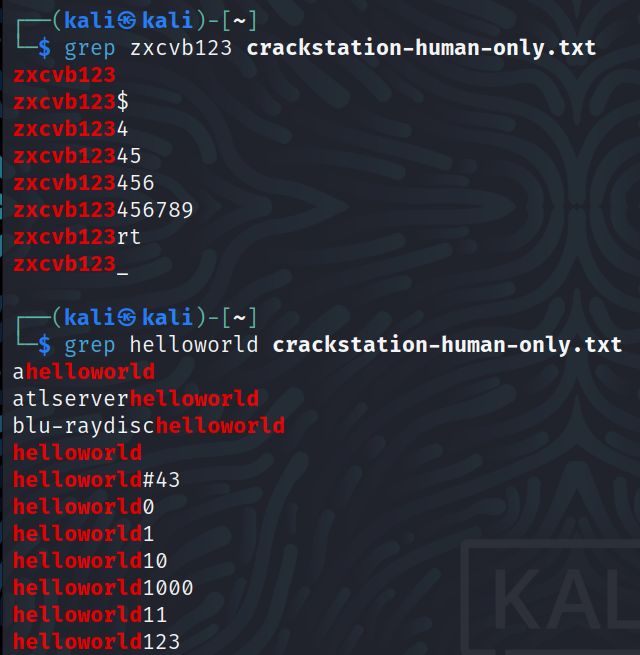 ┌──(kali㉿kali)-[~]
└─$ grep zxcvb123 crackstation-human-only.txt
zxcvb123
zxcvb123$
zxcvb1234
zxcvb12345
zxcvb123456
zxcvb123456789
zxcvb123rt
zxcvb123_
┌──(kali㉿kali)-[~]
└─$ grep helloworld crackstation-human-only.txt
ahelloworld
atlserverhelloworld
blu-raydischelloworld
helloworld
helloworld#43
helloworld0
helloworld1
helloworld10
helloworld1000
helloworld11
helloworld123
KAL